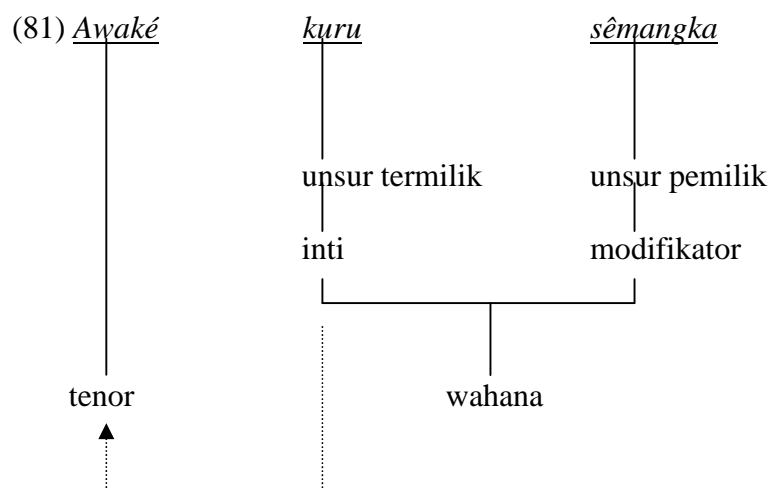 (81) Awaké kuru sêmangka
unsur termilik unsur pemilik
inti modifikator
tenor wahana